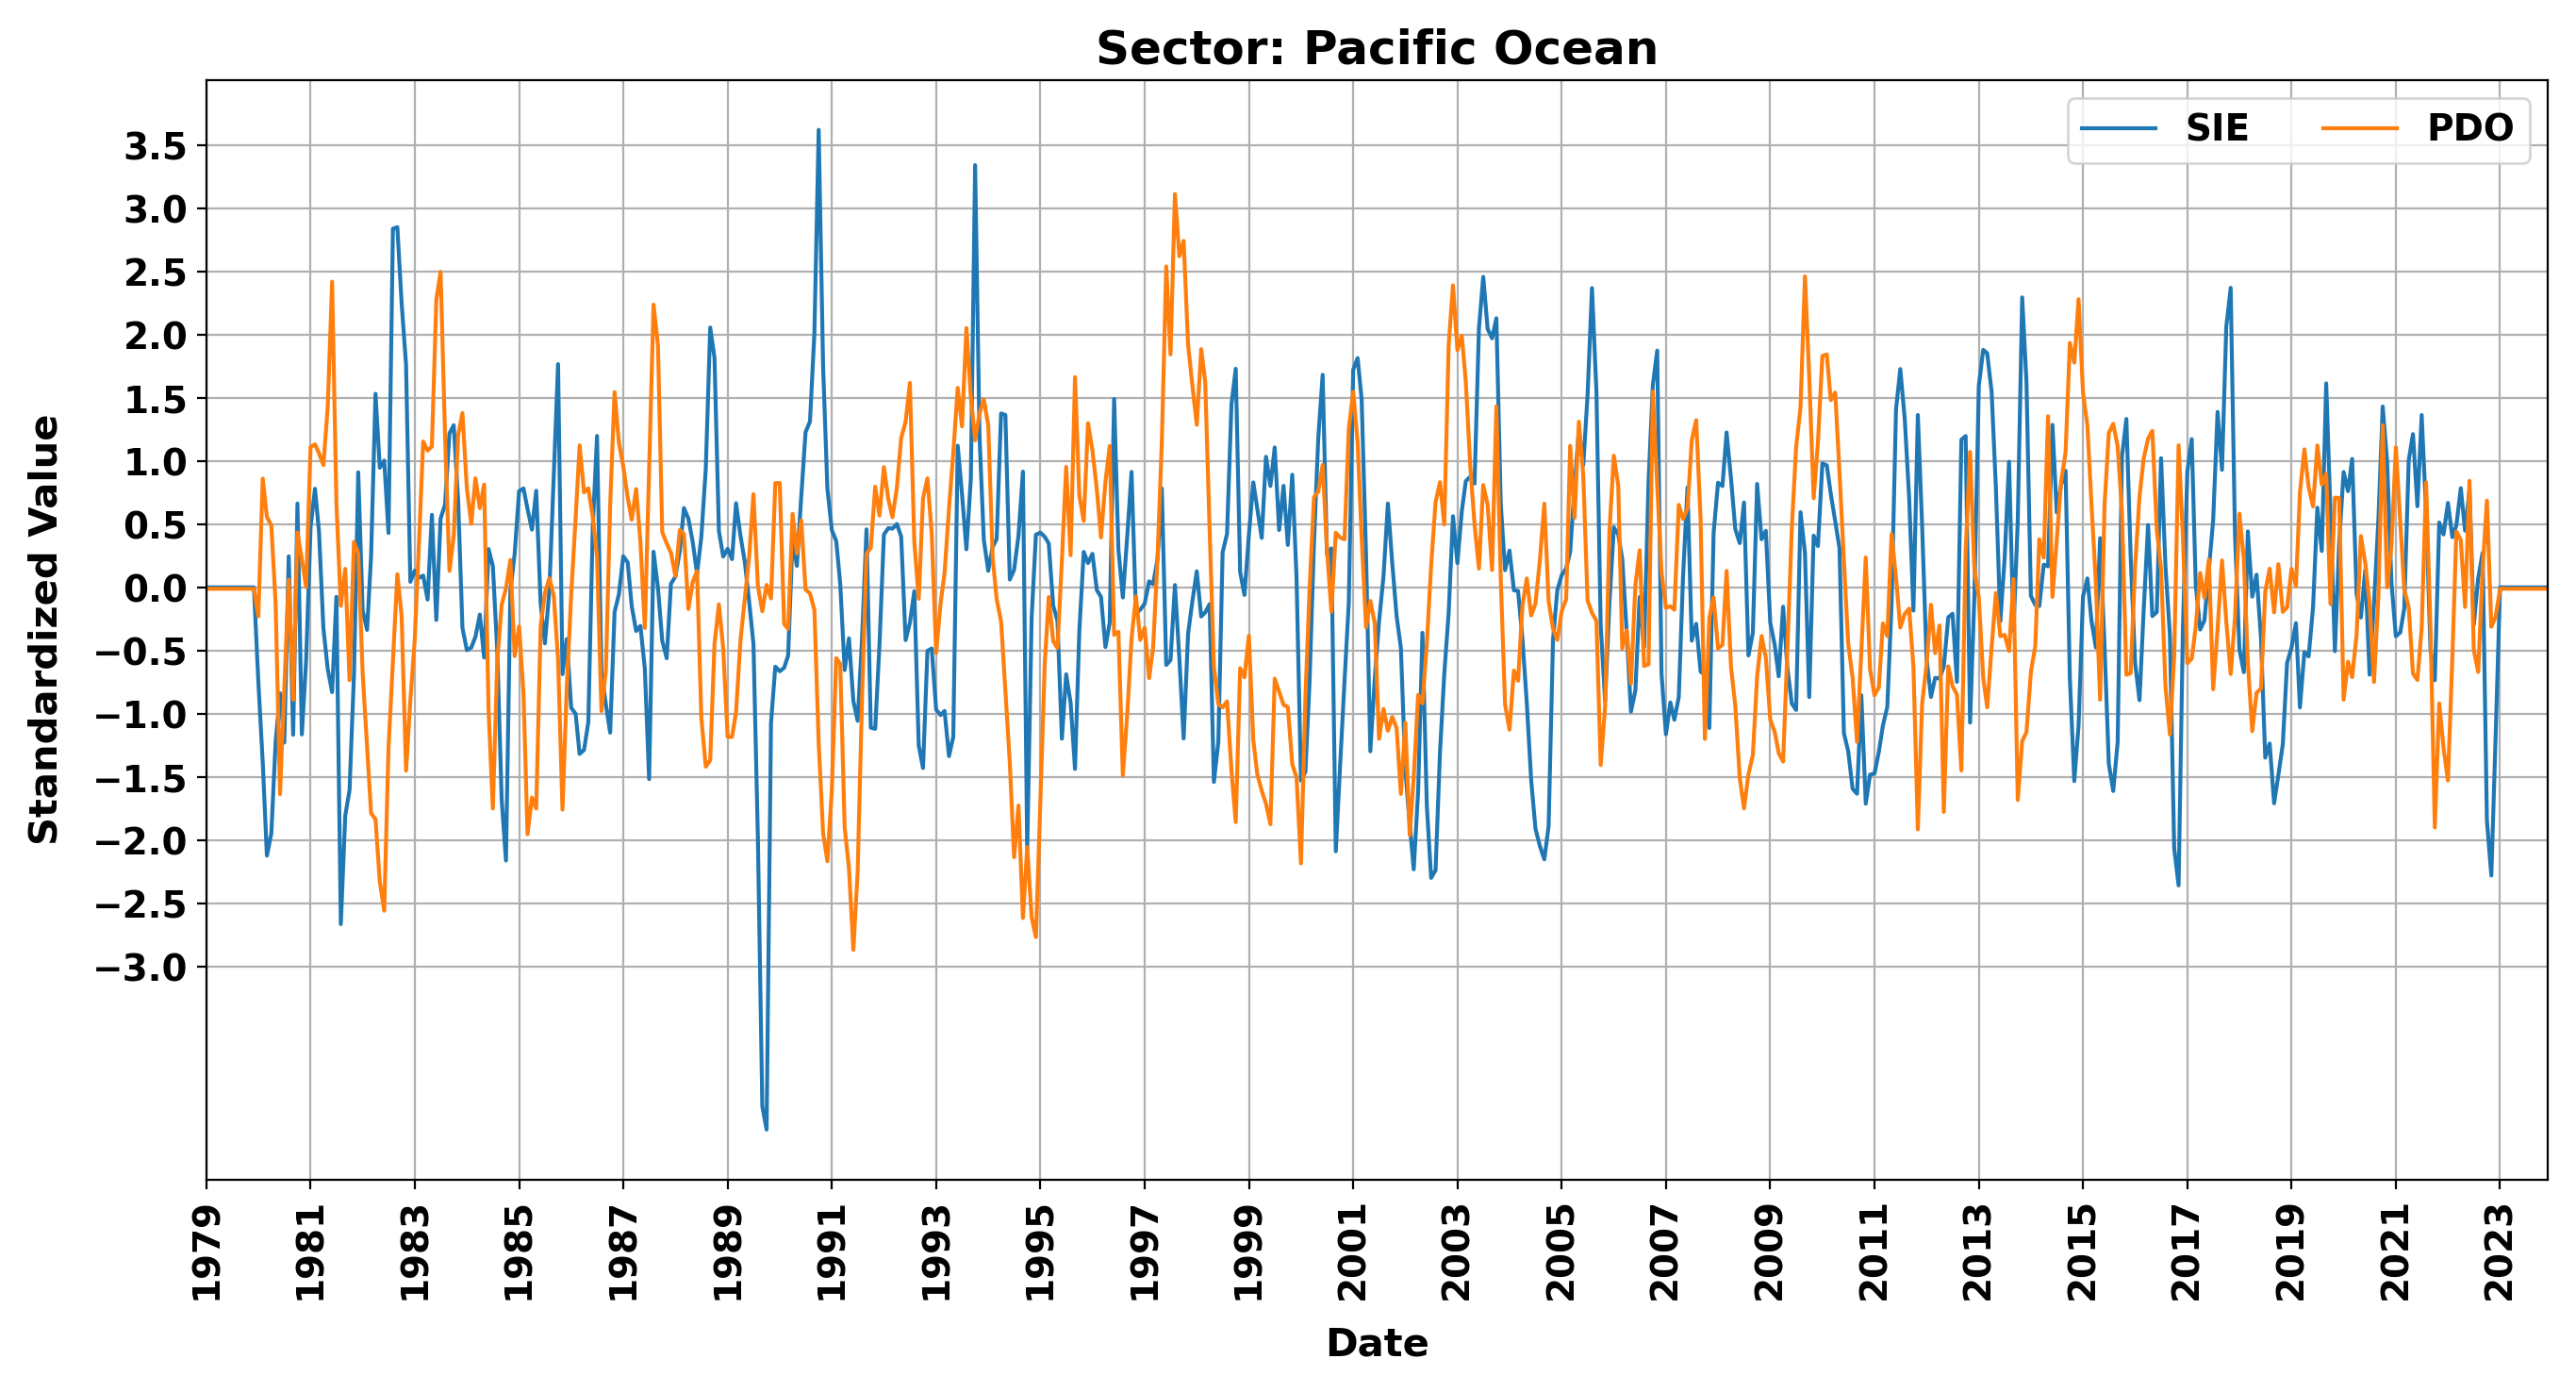 Sector: Pacific Ocean
SIE PDO
Standardized Value
3.5
3.0
2.5
2.0
1.5
1.0
0.5
0.0
−0.5
−1.0
−1.5
−2.0
−2.5
−3.0
1979 1981 1983 1985 1987 1989 1991 1993 1995 1997 1999 2001 2003 2005 2007 2009 2011 2013 2015 2017 2019 2021 2023
Date